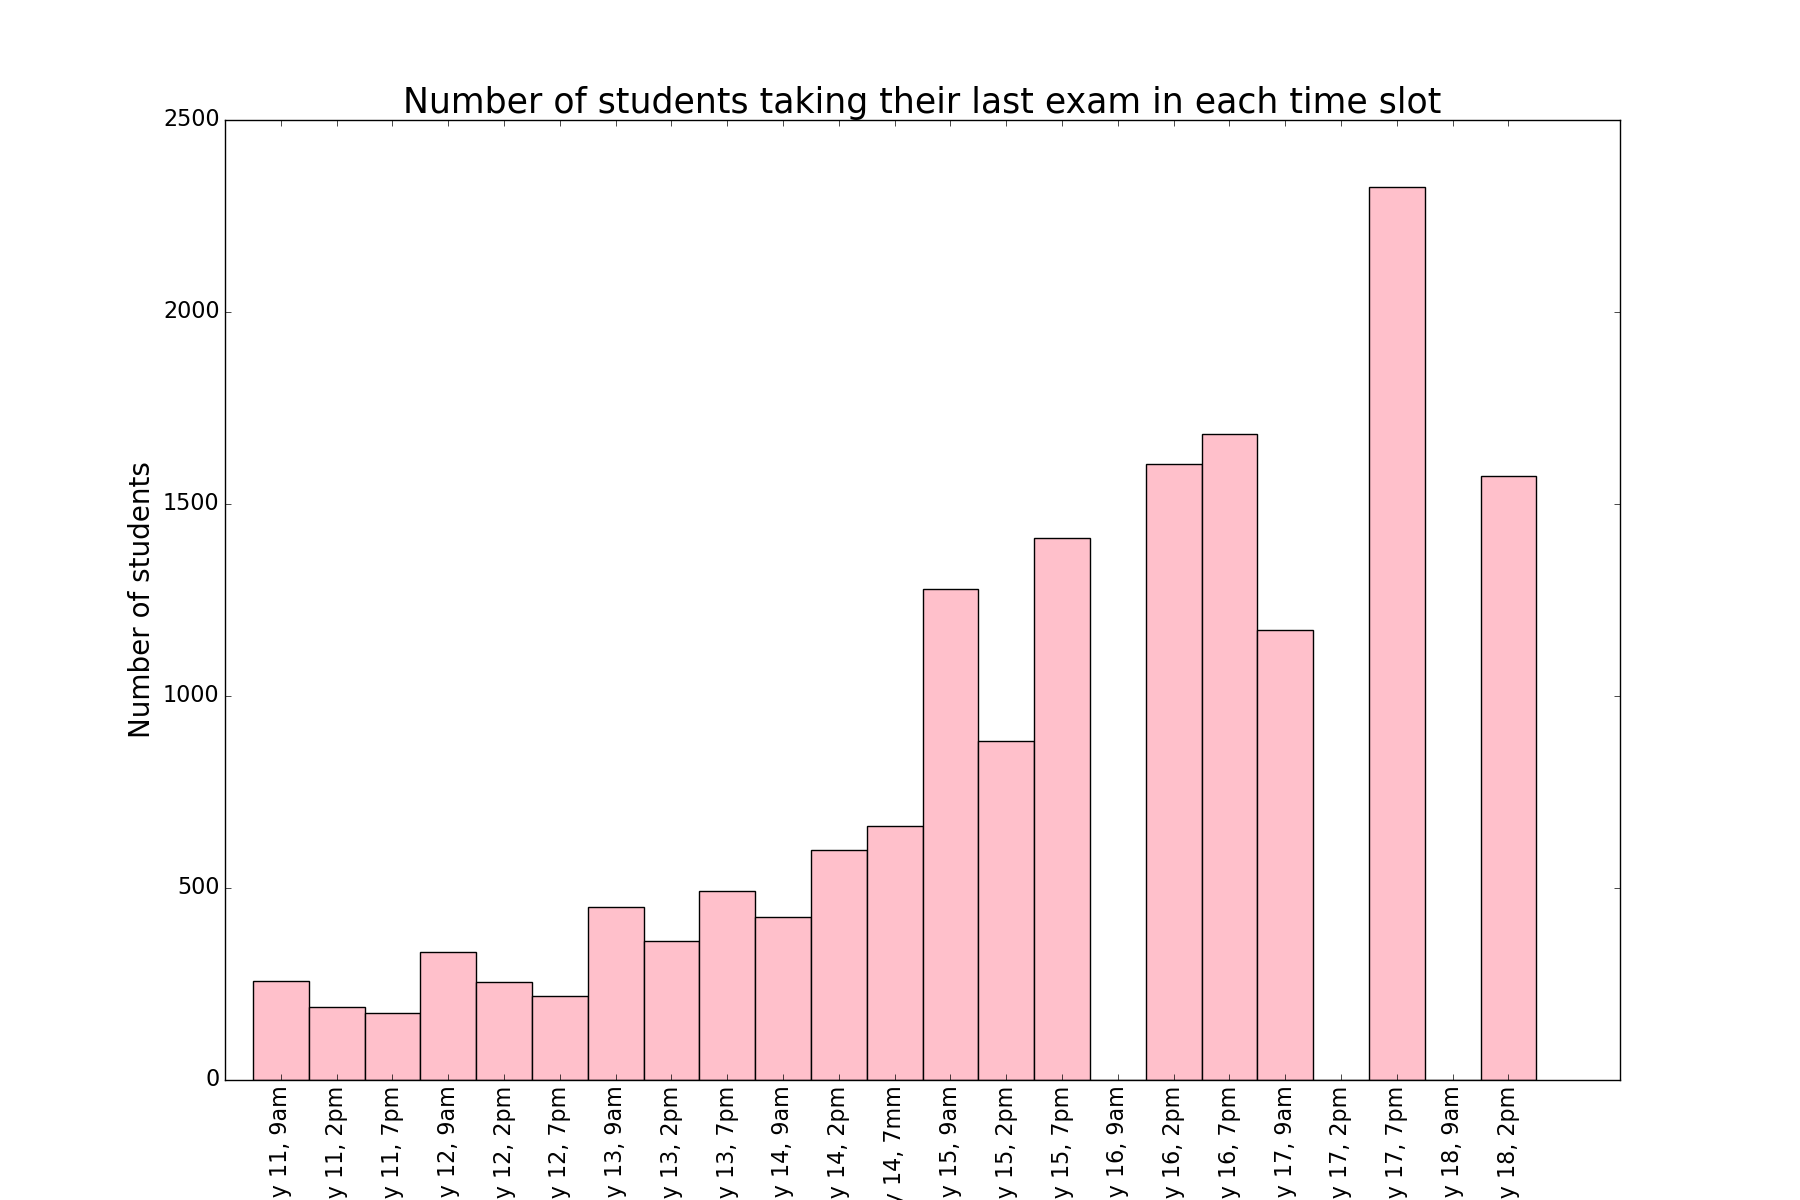 Number of students taking their last exam in each time slot
Number of students
2500
2000
1500
1000
500
0
y 11, 9am
y 11, 2pm
y 11, 7pm
y 12, 9am
y 12, 2pm
y 12, 7pm
y 13, 9am
y 13, 2pm
y 13, 7pm
y 14, 9am
y 14, 2pm
y 14, 7mm
y 15, 9am
y 15, 2pm
y 15, 7pm
y 16, 9am
y 16, 2pm
y 16, 7pm
y 17, 9am
y 17, 2pm
y 17, 7pm
y 18, 9am
y 18, 2pm